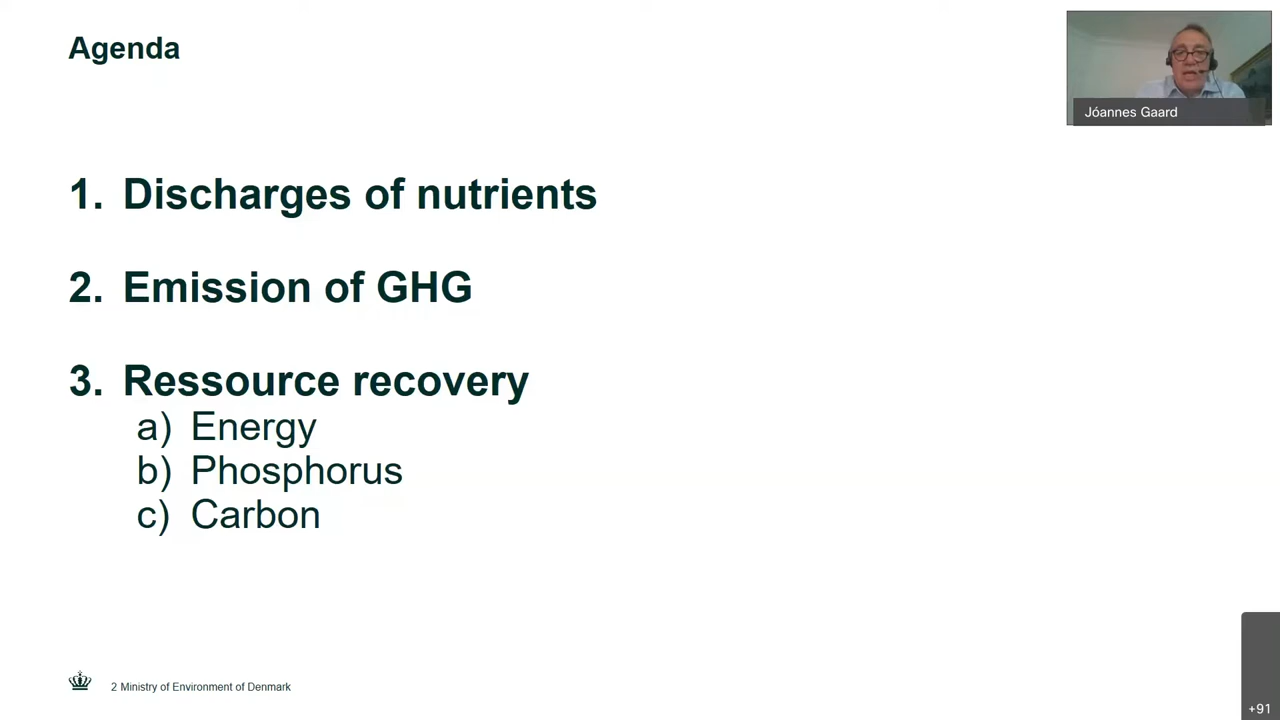 Agenda
Jóannes Gaard
1. Discharges of nutrients
2. Emission of GHG
3. Ressource recovery
a) Energy
b) Phosphorus
c) Carbon
2 Ministry of Environment of Denmark
+91